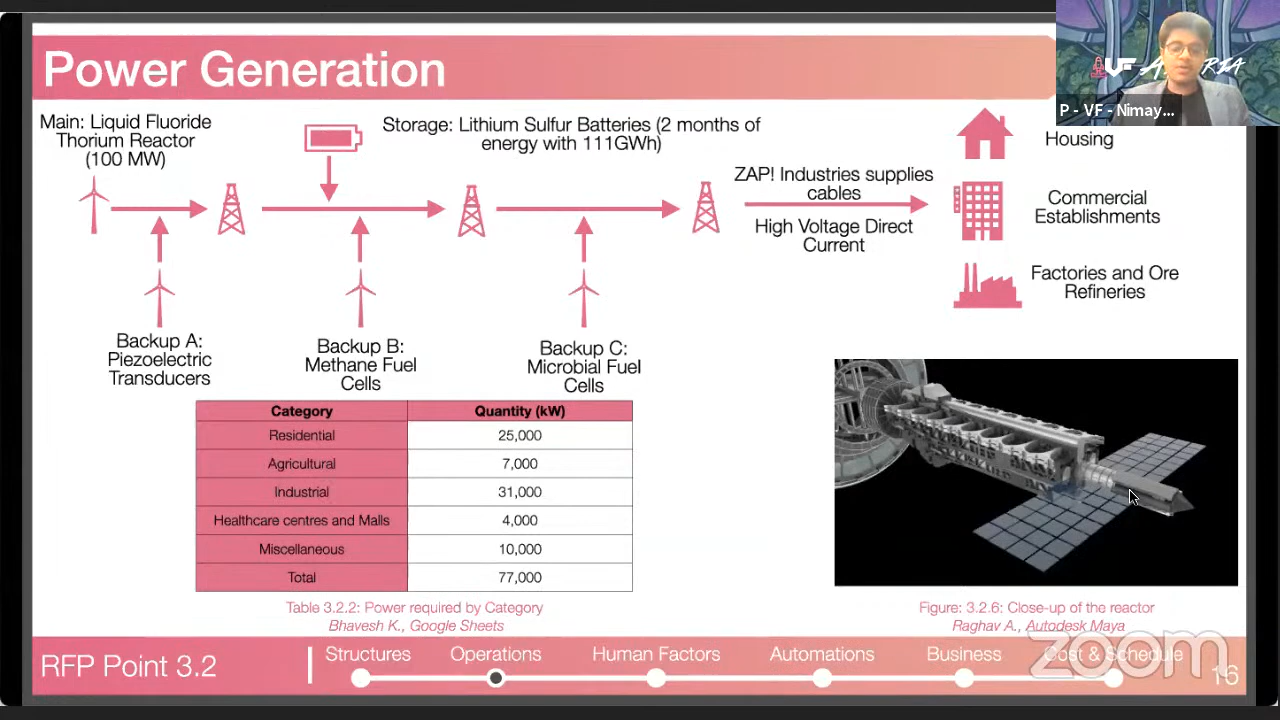 Power Generation
P - VF - Nimay...
Main: Liquid Fluoride
Thorium Reactor
(100 MW)
Storage: Lithium Sulfur Batteries (2 months of
energy with 111GWh)
ZAP! Industries supplies
cables
High Voltage Direct
Current
Housing
Commercial
Establishments
Factories and Ore
Refineries
Backup A:
Piezoelectric
Transducers
Backup B:
Methane Fuel
Cells
Backup C:
Microbial Fuel
Cells
Category Quantity (kW)
Residential 25,000
Agricultural 7,000
Industrial 31,000
Healthcare centres and Malls 4,000
Miscellaneous 10,000
Total 77,000
Table 3.2.2: Power required by Category
Bhavesh K., Google Sheets
Figure: 3.2.6: Close-up of the reactor
Raghav A., Autodesk Maya
RFP Point 3.2
Structures Operations Human Factors Automations Business Cost & Schedule
zoom
16